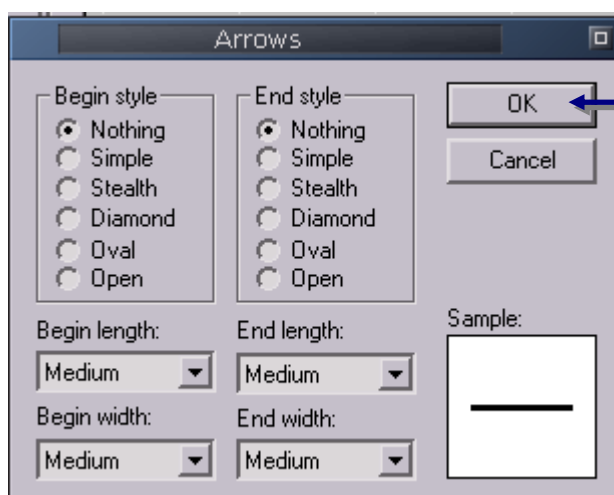 Arrows
Begin style
Nothing
Simple
Stealth
Diamond
Oval
Open
End style
Nothing
Simple
Stealth
Diamond
Oval
Open
OK
Cancel
Begin length:
Medium
End length:
Medium
Begin width:
Medium
End width:
Medium
Sample: